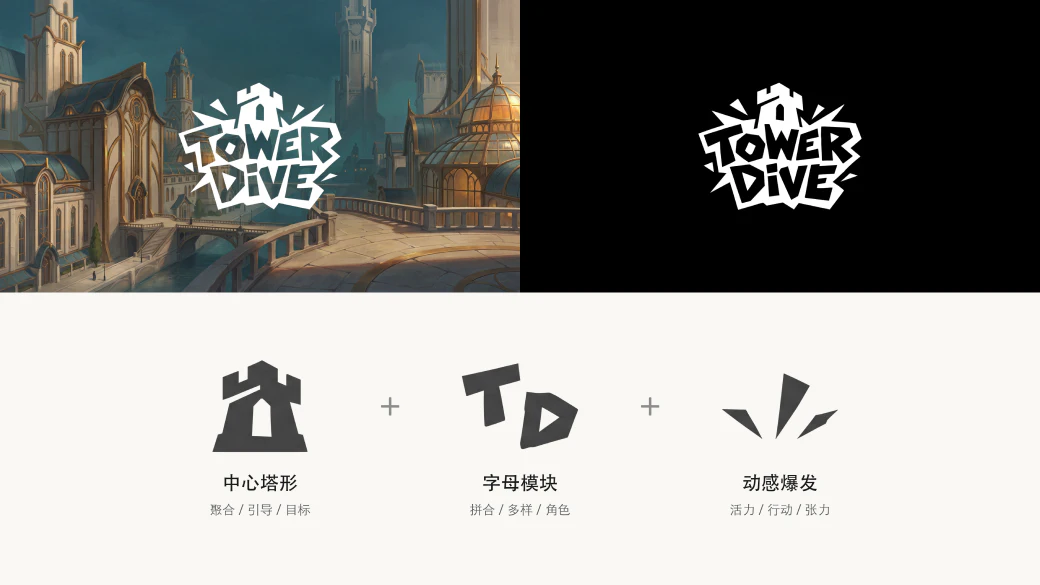 TOWER
DiVE
TOWER
DiVE
TD
中心塔形
字母模块
动感爆发
聚合 / 引导 / 目标
拼合 / 多样 / 角色
活力 / 行动 / 张力